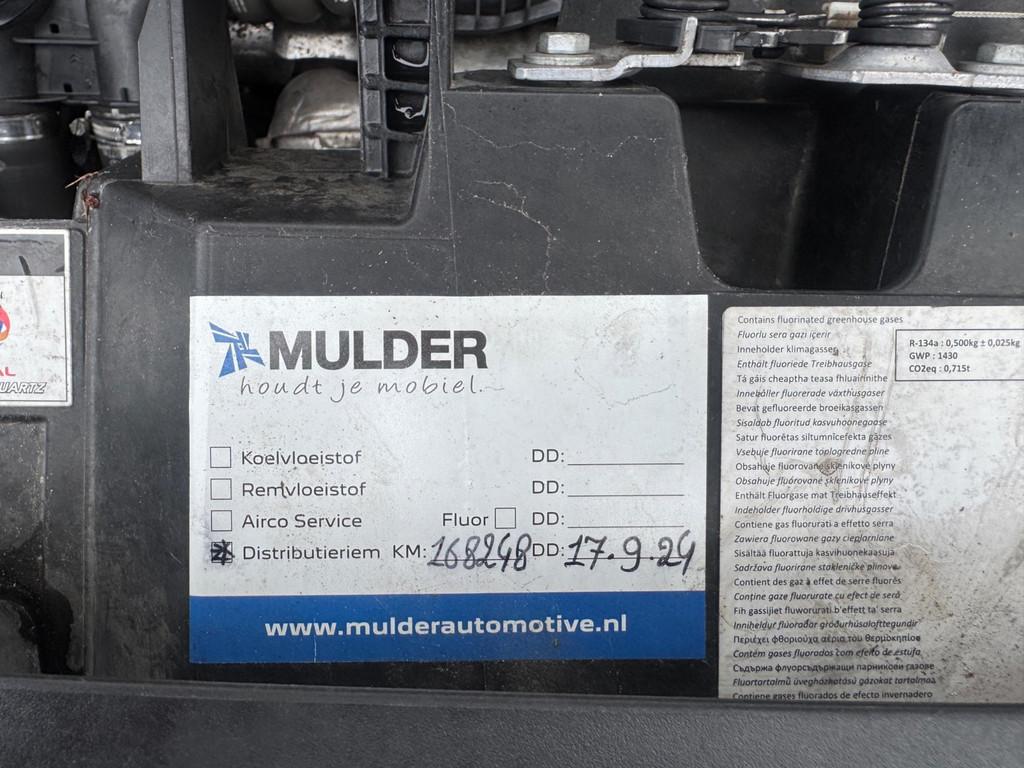 AL
UARTZ
MULDER
houdt je mobiel.
Koelvloeistof DD:
Remvloeistof DD:
Airco Service Fluor DD:
Distributieriem KM: 168248 DD: 17.9.24
www.mulderautomotive.nl
Contains fluorinated greenhouse gases
Fluorlu sera gazi içerir
Inneholder klimagasser
Enthält fluoriede Treibhausgase
Tá gáis cheaptha teasa fhluairinithe
Innehåller fluorerade växthusgaser
Bevat gefluoreerde broeikasgassen
Sisaldab fluoritud kasvuhoonegaase
Satur fluorētas siltumnīcefekta gāzes
Vsebuje fluorirane toplogredne pline
Obsahuje fluorované skleníkove plyny
Obsahuje fluórované skleníkové plyny
Enthält Fluorgase mat Treibhauseffekt
Indeholder fluorholdige drivhusgasser
Contiene gas fluorurati a effetto serra
Zawiera fluorowane gazy cieplarniane
Sisältää fluorattuja kasvihuonekaasuja
Sadržava fluorirane stakleničke plinove
Contient des gaz à effet de serre fluorés
Conține gaze fluorurate cu efect de seră
Fih gassijiet fluworurati b'effett ta' serra
Inniheldur flúoraðar gróðurhúsalofttegundir
Περιέχει φθοριούχα αέρια του θερμοκηπίου
Contém gases fluorados com efeito de estufa
Съдържа флуорсъдържащи парникови газове
Fluortartalmú üvegházhatású gázokat tartalmaz
Contiene gases fluorados de efecto invernadero
R-134a : 0,500kg ± 0,025kg
GWP : 1430
CO2eq : 0,715t